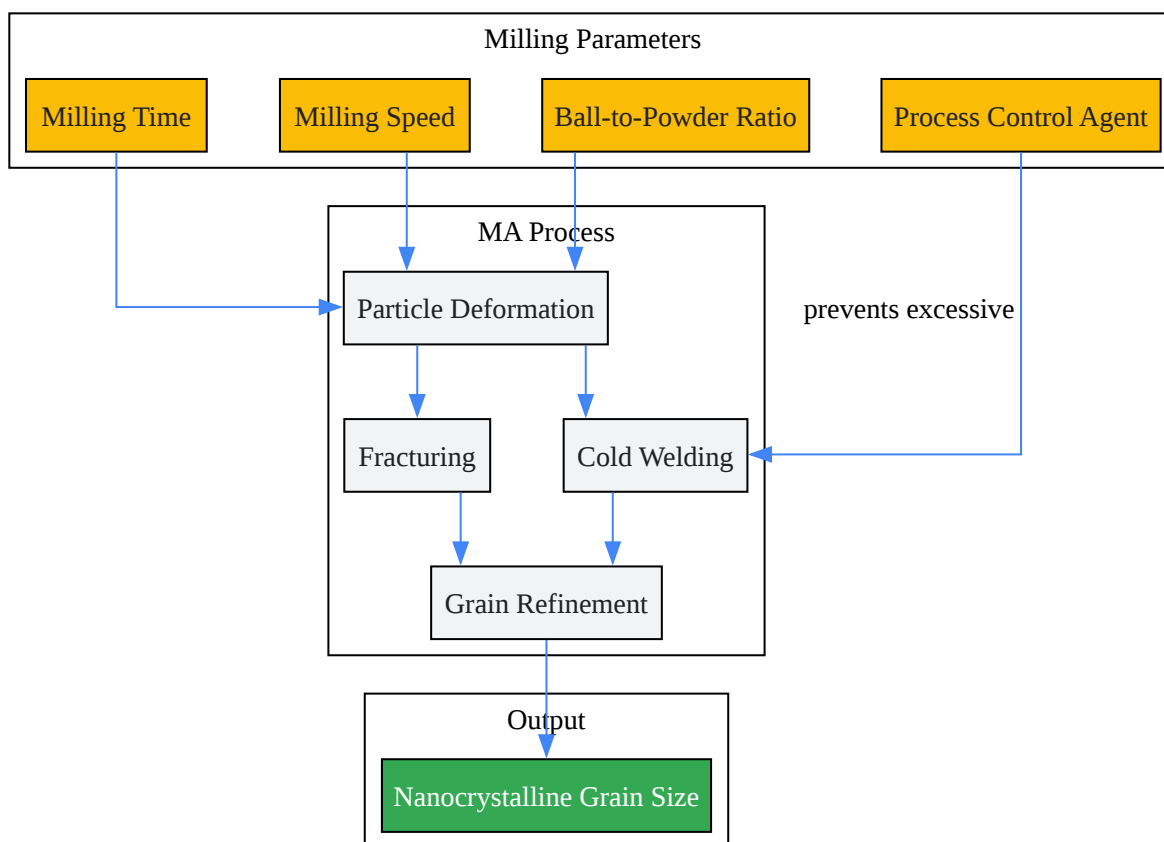 Milling Parameters
Milling Time
Milling Speed
Ball-to-Powder Ratio
Process Control Agent
MA Process
Particle Deformation
prevents excessive
Fracturing
Cold Welding
Grain Refinement
Output
Nanocrystalline Grain Size